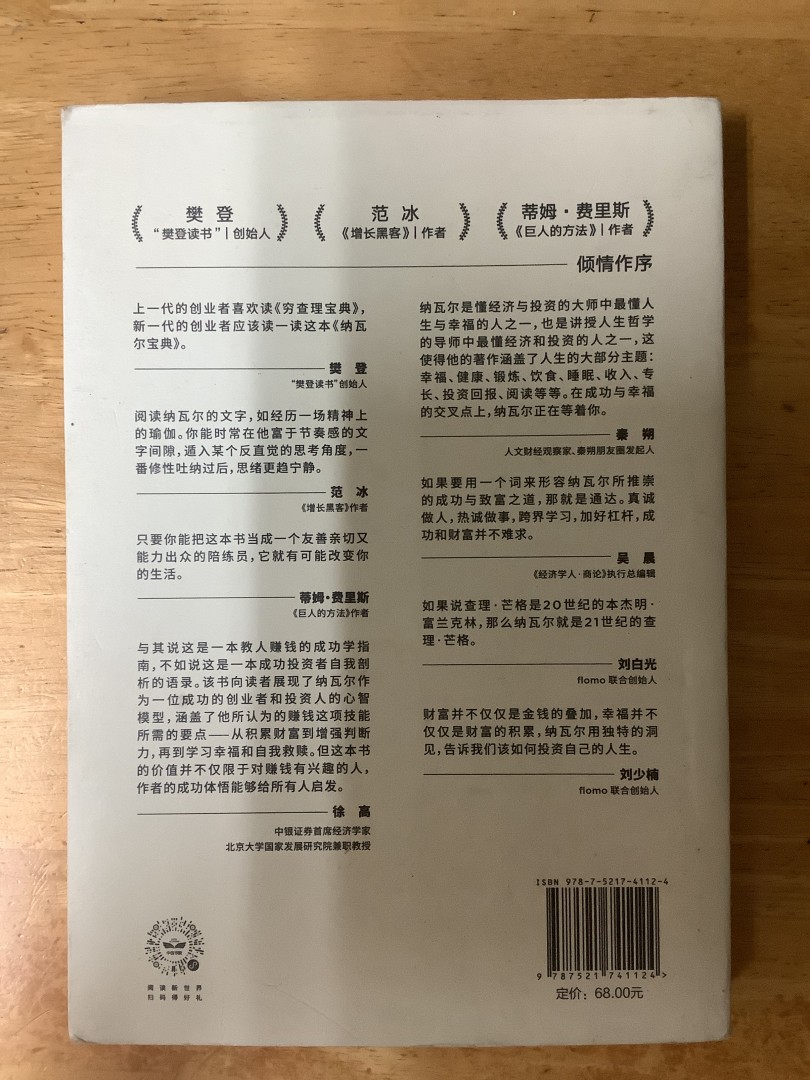 樊 登
“樊登读书”|创始人
范 冰
《增长黑客》|作者
蒂姆·费里斯
《巨人的方法》|作者
倾情作序
上一代的创业者喜欢读《穷查理宝典》，
新一代的创业者应该读一读这本《纳瓦
尔宝典》。
樊 登
“樊登读书”创始人
阅读纳瓦尔的文字，如经历一场精神上
的瑜伽。你能时常在他富于节奏感的文
字间隙，遁入某个反直觉的思考角度，一
番修性吐纳过后，思绪更趋宁静。
范 冰
《增长黑客》作者
只要你能把这本书当成一个友善亲切又
能力出众的陪练员，它就有可能改变你
的生活。
蒂姆·费里斯
《巨人的方法》作者
与其说这是一本教人赚钱的成功学指
南，不如说这是一本成功投资者自我剖
析的语录。该书向读者展现了纳瓦尔作
为一位成功的创业者和投资人的心智
模型，涵盖了他所认为的赚钱这项技能
所需的要点——从积累财富到增强判断
力，再到学习幸福和自我救赎。但这本书
的价值并不仅限于对赚钱有兴趣的人，
作者的成功体悟能够给所有人启发。
徐 高
中银证券首席经济学家
北京大学国家发展研究院兼职教授
纳瓦尔是懂经济与投资的大师中最懂人
生与幸福的人之一，也是讲授人生哲学
的导师中最懂经济和投资的人之一，这
使得他的著作涵盖了人生的大部分主题：
幸福、健康、锻炼、饮食、睡眠、收入、专
长、投资回报、阅读等等。在成功与幸福
的交叉点上，纳瓦尔正在等着你。
秦 朔
人文财经观察家、秦朔朋友圈发起人
如果要用一个词来形容纳瓦尔所推崇
的成功与致富之道，那就是通达。真诚
做人，热诚做事，跨界学习，加好杠杆，成
功和财富并不难求。
吴 晨
《经济学人·商论》执行总编辑
如果说查理·芒格是20世纪的本杰明·
富兰克林，那么纳瓦尔就是21世纪的查
理·芒格。
刘白光
flomo 联合创始人
财富并不仅仅是金钱的叠加，幸福并不
仅仅是财富的积累，纳瓦尔用独特的洞
见，告诉我们该如何投资自己的人生。
刘少楠
flomo 联合创始人
阅读新世界
扫码得好礼
ISBN 978-7-5217-4112-4
9 787521 741124 >
定价：68.00元